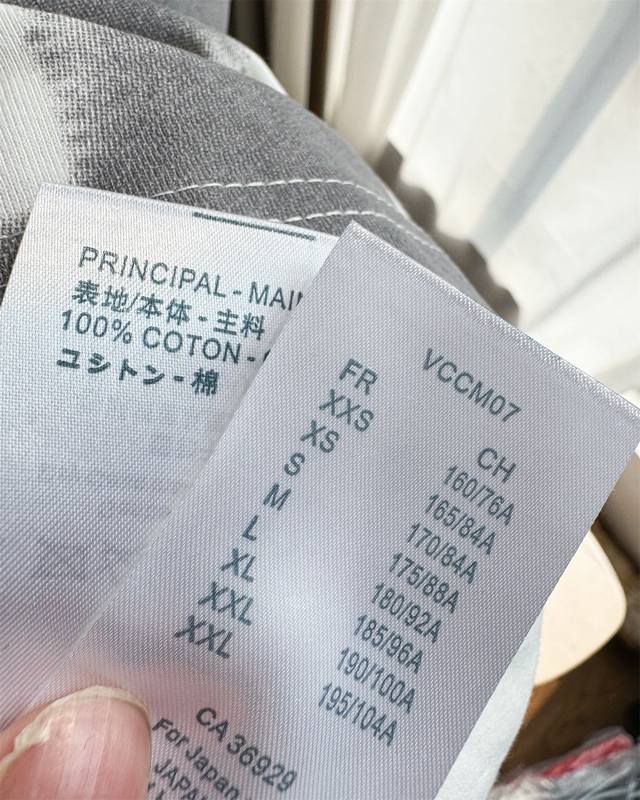 PRINCIPAL - MAIN
表地/本体 - 主料
100% COTON -
ユシトン - 棉
VCCM07
FR CH
XXS 160/76A
XS 165/84A
S 170/84A
M 175/88A
L 180/92A
XL 185/96A
XXL 190/100A
XXL 195/104A
CA 36929
For Japan